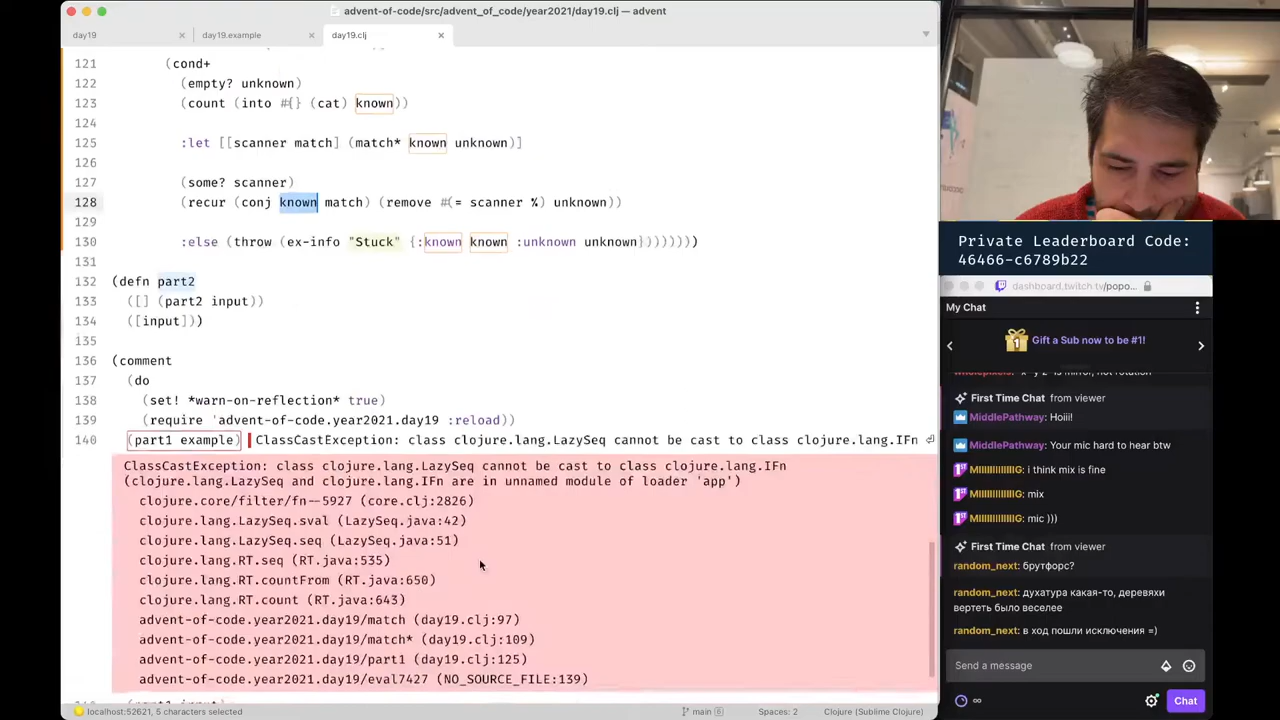 advent-of-code/src/advent_of_code/year2021/day19.clj — advent
day19
day19.example
day19.clj
121 (cond+
122 (empty? unknown)
123 (count (into #{} (cat) known))
124
125 :let [[scanner match] (match* known unknown)]
126
127 (some? scanner)
128 (recur (conj known match) (remove #(= scanner %) unknown))
129
130 :else (throw (ex-info "Stuck" {:known known :unknown unknown})))))))
131
132 (defn part2
133 ([] (part2 input))
134 ([input]))
135
136 (comment
137 (do
138 (set! *warn-on-reflection* true)
139 (require 'advent-of-code.year2021.day19 :reload))
140 (part1 example) ClassCastException: class clojure.lang.LazySeq cannot be cast to class clojure.lang.IFn
ClassCastException: class clojure.lang.LazySeq cannot be cast to class clojure.lang.IFn
(clojure.lang.LazySeq and clojure.lang.IFn are in unnamed module of loader 'app')
clojure.core/filter/fn--5927 (core.clj:2826)
clojure.lang.LazySeq.sval (LazySeq.java:42)
clojure.lang.LazySeq.seq (LazySeq.java:51)
clojure.lang.RT.seq (RT.java:535)
clojure.lang.RT.countFrom (RT.java:650)
clojure.lang.RT.count (RT.java:643)
advent-of-code.year2021.day19/match (day19.clj:97)
advent-of-code.year2021.day19/match* (day19.clj:109)
advent-of-code.year2021.day19/part1 (day19.clj:125)
advent-of-code.year2021.day19/eval7427 (NO_SOURCE_FILE:139)
localhost:52621, 5 characters selected
main 6
Spaces: 2
Clojure (Sublime Clojure)
Private Leaderboard Code:
46466-c6789b22
dashboard.twitch.tv/popo...
My Chat
1
Gift a Sub now to be #1!
is mirror, not rotation
First Time Chat from viewer
MiddlePathway: Hoiii!
MiddlePathway: Your mic hard to hear btw
i think mix is fine
mix
mic )))
First Time Chat from viewer
random_next: брутфорс?
random_next: духатура какая-то, деревяхи
вертеть было веселее
random_next: в ход пошли исключения =)
Send a message
∞
Chat